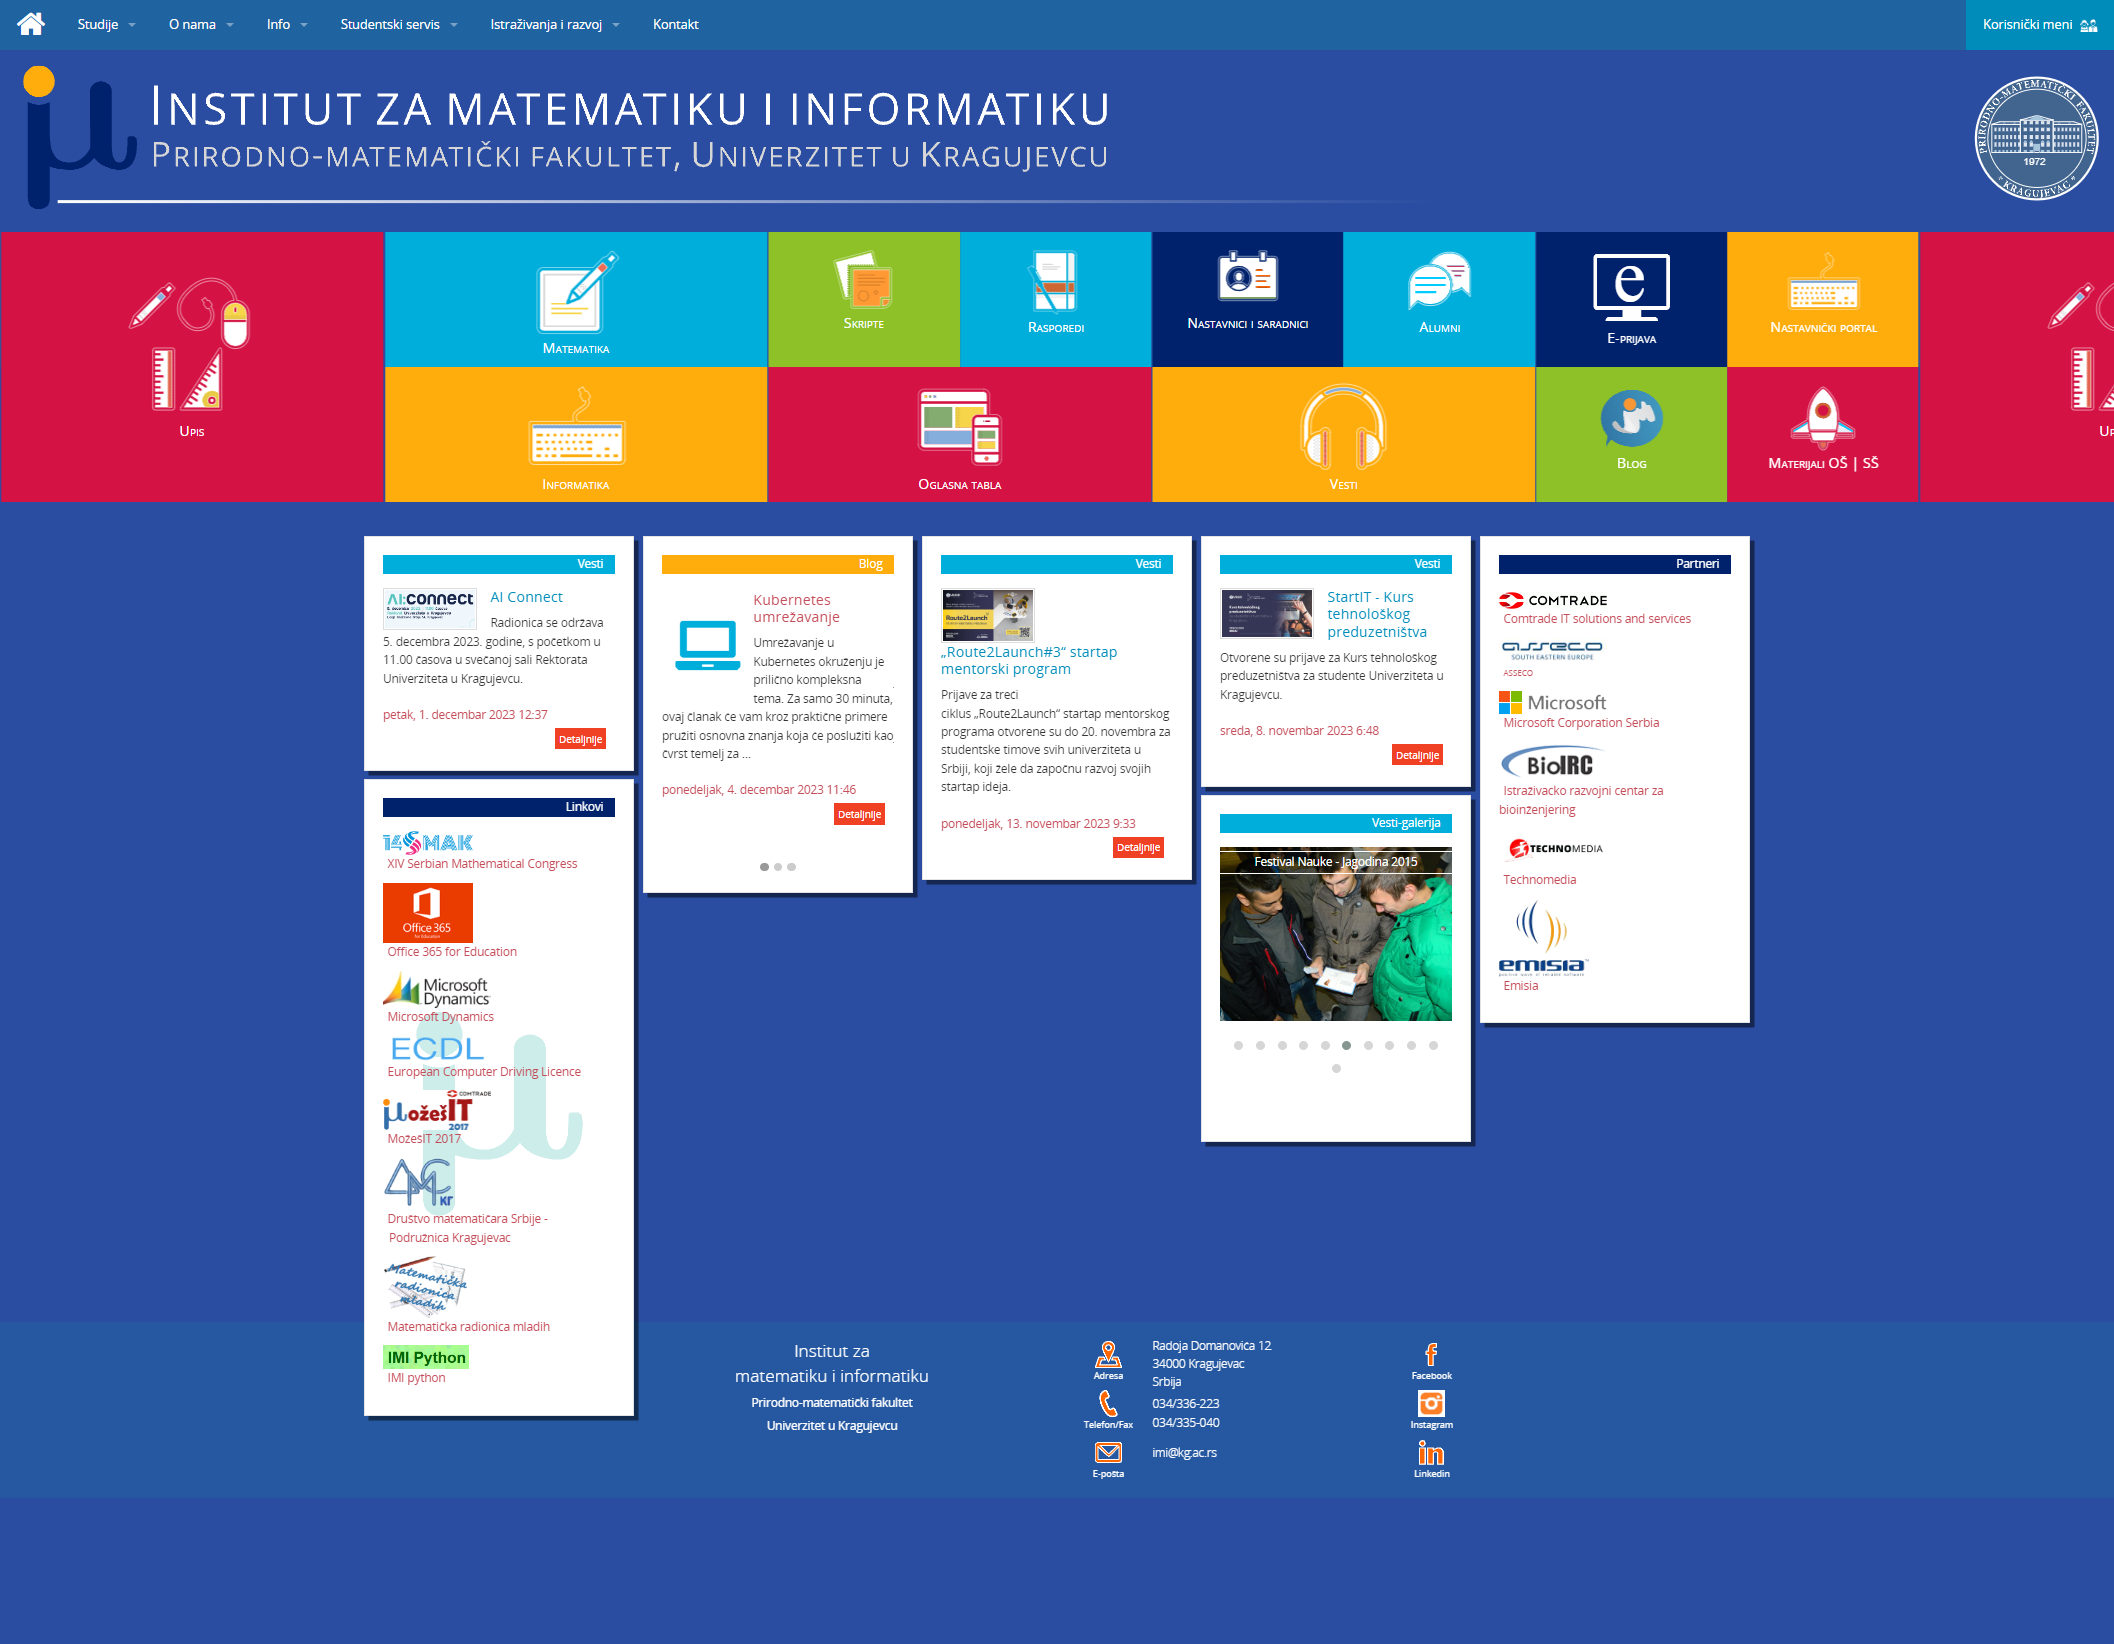 Studije
O nama
Info
Studentski servis
Istraživanja i razvoj
Kontakt
Korisnički meni
Institut za matematiku i informatiku
Prirodno-matematički fakultet, Univerzitet u Kragujevcu
PRIRODNO-MATEMATIČKI FAKULTET
1972
KRAGUJEVAC
Upis
Matematika
Skripte
Rasporedi
Nastavnici i saradnici
Alumni
E-prijava
Nastavnički portal
Informatika
Oglasna tabla
Vesti
Blog
Materijali OŠ | SŠ
Vesti
AI:CONNECT
AI Connect
Radionica se održava
5. decembra 2023. godine, s početkom u
11.00 časova u svečanoj sali Rektorata
Univerziteta u Kragujevcu.
petak, 1. decembar 2023 12:37
Detaljnije
Linkovi
14 SMAK
XIV Serbian Mathematical Congress
Office 365
for Education
Office 365 for Education
Microsoft
Dynamics
Microsoft Dynamics
ECDL
European Computer Driving Licence
COMTRADE
μožešIT
2017
MožešIT 2017
ДМС
КГ
Društvo matematičara Srbije -
Podružnica Kragujevac
Matematička
radionica
mladih
Matematička radionica mladih
IMI Python
IMI python
Blog
Kubernetes
umrežavanje
Umrežavanje u
Kubernetes okruženju je
prilično kompleksna
tema. Za samo 30 minuta,
ovaj članak će vam kroz praktične primere
pružiti osnovna znanja koja će poslužiti kao
čvrst temelj za ...
ponedeljak, 4. decembar 2023 11:46
Detaljnije
Vesti
Route2Launch
„Route2Launch#3“ startap
mentorski program
Prijave za treći
ciklus „Route2Launch“ startap mentorskog
programa otvorene su do 20. novembra za
studentske timove svih univerziteta u
Srbiji, koji žele da započnu razvoj svojih
startap ideja.
ponedeljak, 13. novembar 2023 9:33
Detaljnije
Vesti
StartIT - Kurs
tehnološkog
preduzetništva
Otvorene su prijave za Kurs tehnološkog
preduzetništva za studente Univerziteta u
Kragujevcu.
sreda, 8. novembar 2023 6:48
Detaljnije
Vesti-galerija
Festival Nauke - Jagodina 2015
Partneri
COMTRADE
Comtrade IT solutions and services
asseco
SOUTH EASTERN EUROPE
ASSECO
Microsoft
Microsoft Corporation Serbia
BioIRC
Istraživacko razvojni centar za
bioinženjering
TECHNOMEDIA
Technomedia
emisia
Emisia
Institut za
matematiku i informatiku
Prirodno-matematički fakultet
Univerzitet u Kragujevcu
Adresa
Radoja Domanovića 12
34000 Kragujevac
Srbija
Telefon/Fax
034/336-223
034/335-040
E-pošta
imi@kg.ac.rs
Facebook
Instagram
Linkedin